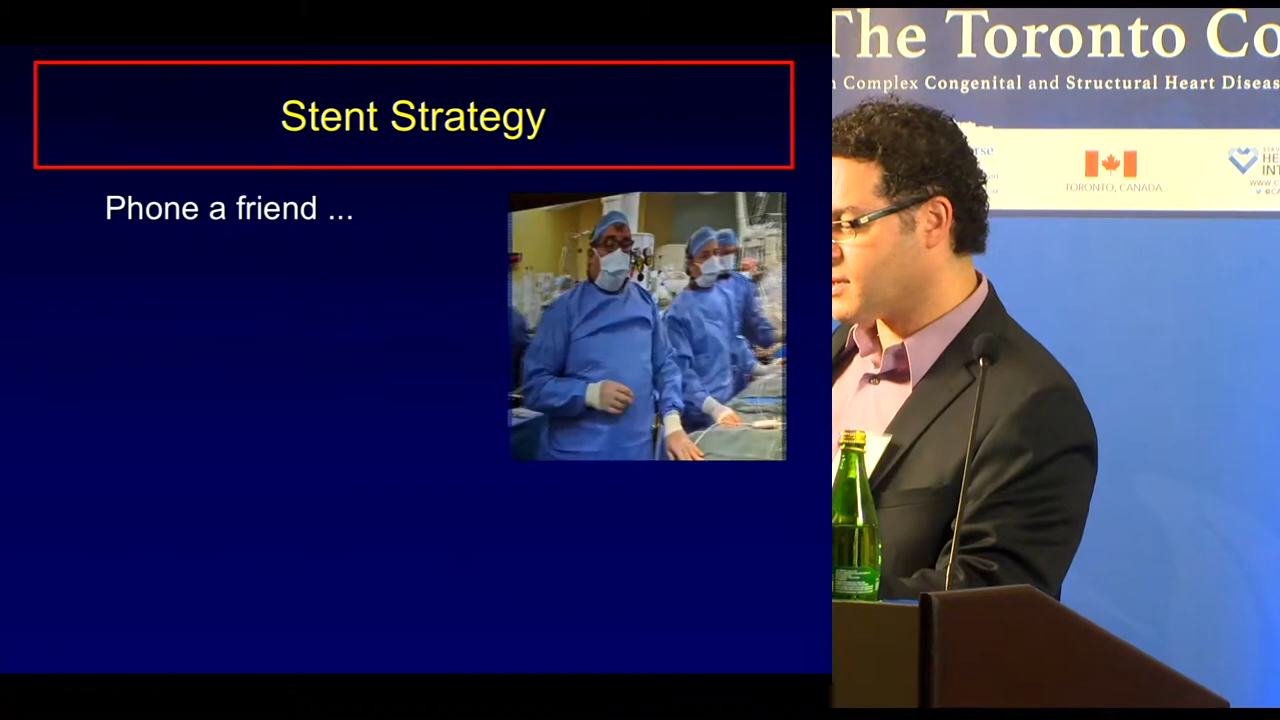 Stent Strategy
Phone a friend ...
The Toronto Co
Complex Congenital and Structural Heart Diseas
TORONTO, CANADA